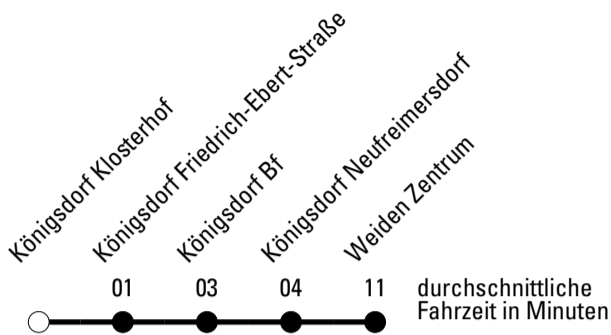 Königsdorf Klosterhof
Königsdorf Friedrich-Ebert-Straße
Königsdorf Bf
Königsdorf Neufreimersdorf
Weiden Zentrum
01 03 04 11 durchschnittliche
Fahrzeit in Minuten